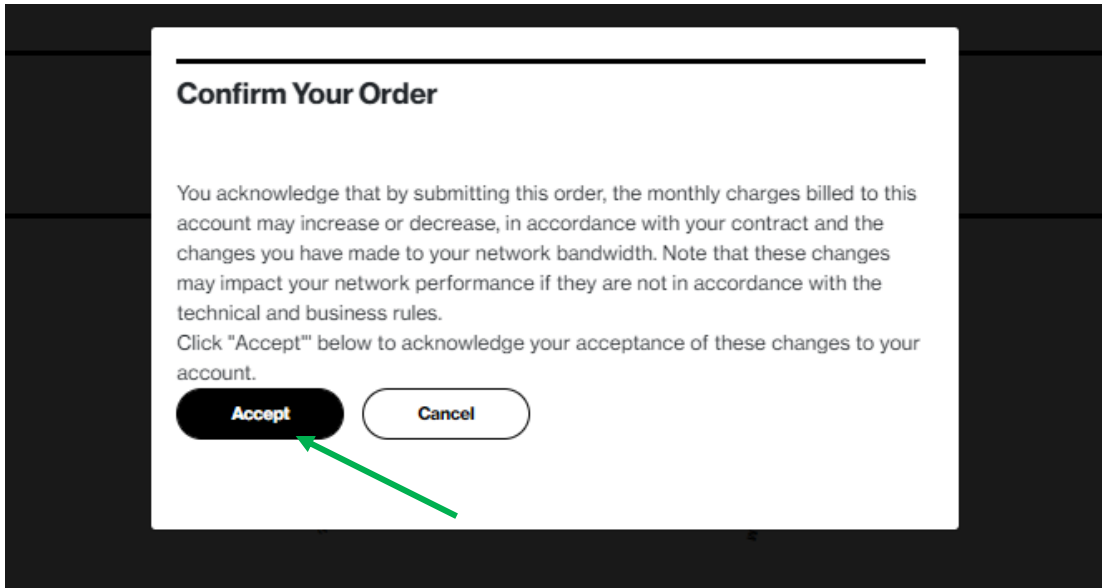 Confirm Your Order
You acknowledge that by submitting this order, the monthly charges billed to this
account may increase or decrease, in accordance with your contract and the
changes you have made to your network bandwidth. Note that these changes
may impact your network performance if they are not in accordance with the
technical and business rules.
Click "Accept'" below to acknowledge your acceptance of these changes to your
account.
Accept Cancel